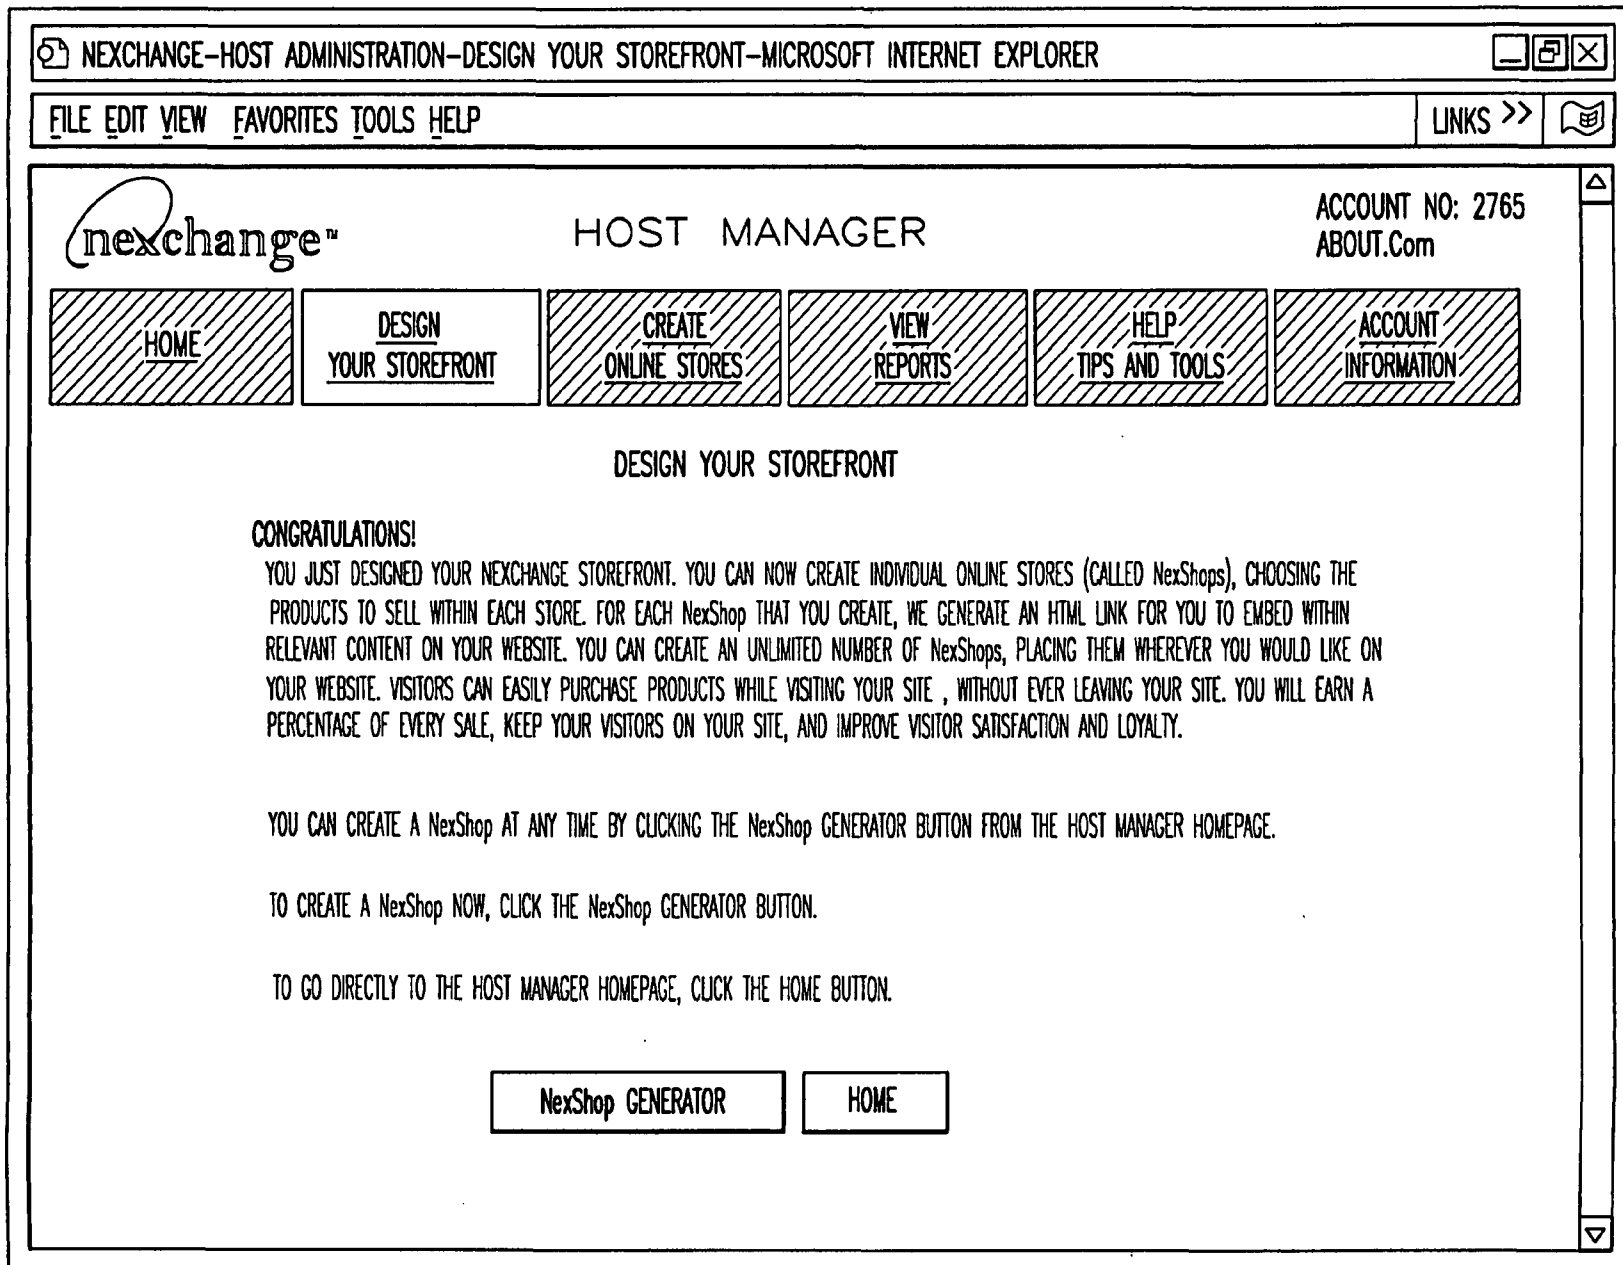 NEXCHANGE-HOST ADMINISTRATION-DESIGN YOUR STOREFRONT-MICROSOFT INTERNET EXPLORER
FILE EDIT VIEW FAVORITES TOOLS HELP LINKS >>
nexchange™ HOST MANAGER
ACCOUNT NO: 2765
ABOUT.Com
HOME
DESIGN
YOUR STOREFRONT
CREATE
ONLINE STORES
VIEW
REPORTS
HELP
TIPS AND TOOLS
ACCOUNT
INFORMATION
DESIGN YOUR STOREFRONT
CONGRATULATIONS!
YOU JUST DESIGNED YOUR NEXCHANGE STOREFRONT. YOU CAN NOW CREATE INDIVIDUAL ONLINE STORES (CALLED NexShops), CHOOSING THE
PRODUCTS TO SELL WITHIN EACH STORE. FOR EACH NexShop THAT YOU CREATE, WE GENERATE AN HTML LINK FOR YOU TO EMBED WITHIN
RELEVANT CONTENT ON YOUR WEBSITE. YOU CAN CREATE AN UNLIMITED NUMBER OF NexShops, PLACING THEM WHEREVER YOU WOULD LIKE ON
YOUR WEBSITE. VISITORS CAN EASILY PURCHASE PRODUCTS WHILE VISITING YOUR SITE , WITHOUT EVER LEAVING YOUR SITE. YOU WILL EARN A
PERCENTAGE OF EVERY SALE, KEEP YOUR VISITORS ON YOUR SITE, AND IMPROVE VISITOR SATISFACTION AND LOYALTY.
YOU CAN CREATE A NexShop AT ANY TIME BY CLICKING THE NexShop GENERATOR BUTTON FROM THE HOST MANAGER HOMEPAGE.
TO CREATE A NexShop NOW, CLICK THE NexShop GENERATOR BUTTON.
TO GO DIRECTLY TO THE HOST MANAGER HOMEPAGE, CLICK THE HOME BUTTON.
NexShop GENERATOR HOME